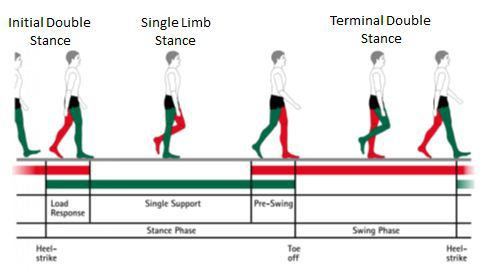 Initial Double
Stance
Single Limb
Stance
Terminal Double
Stance
Load
Response
Single Support
Pre-Swing
Stance Phase
Swing Phase
Heel-
strike
Toe
off
Heel-
strike